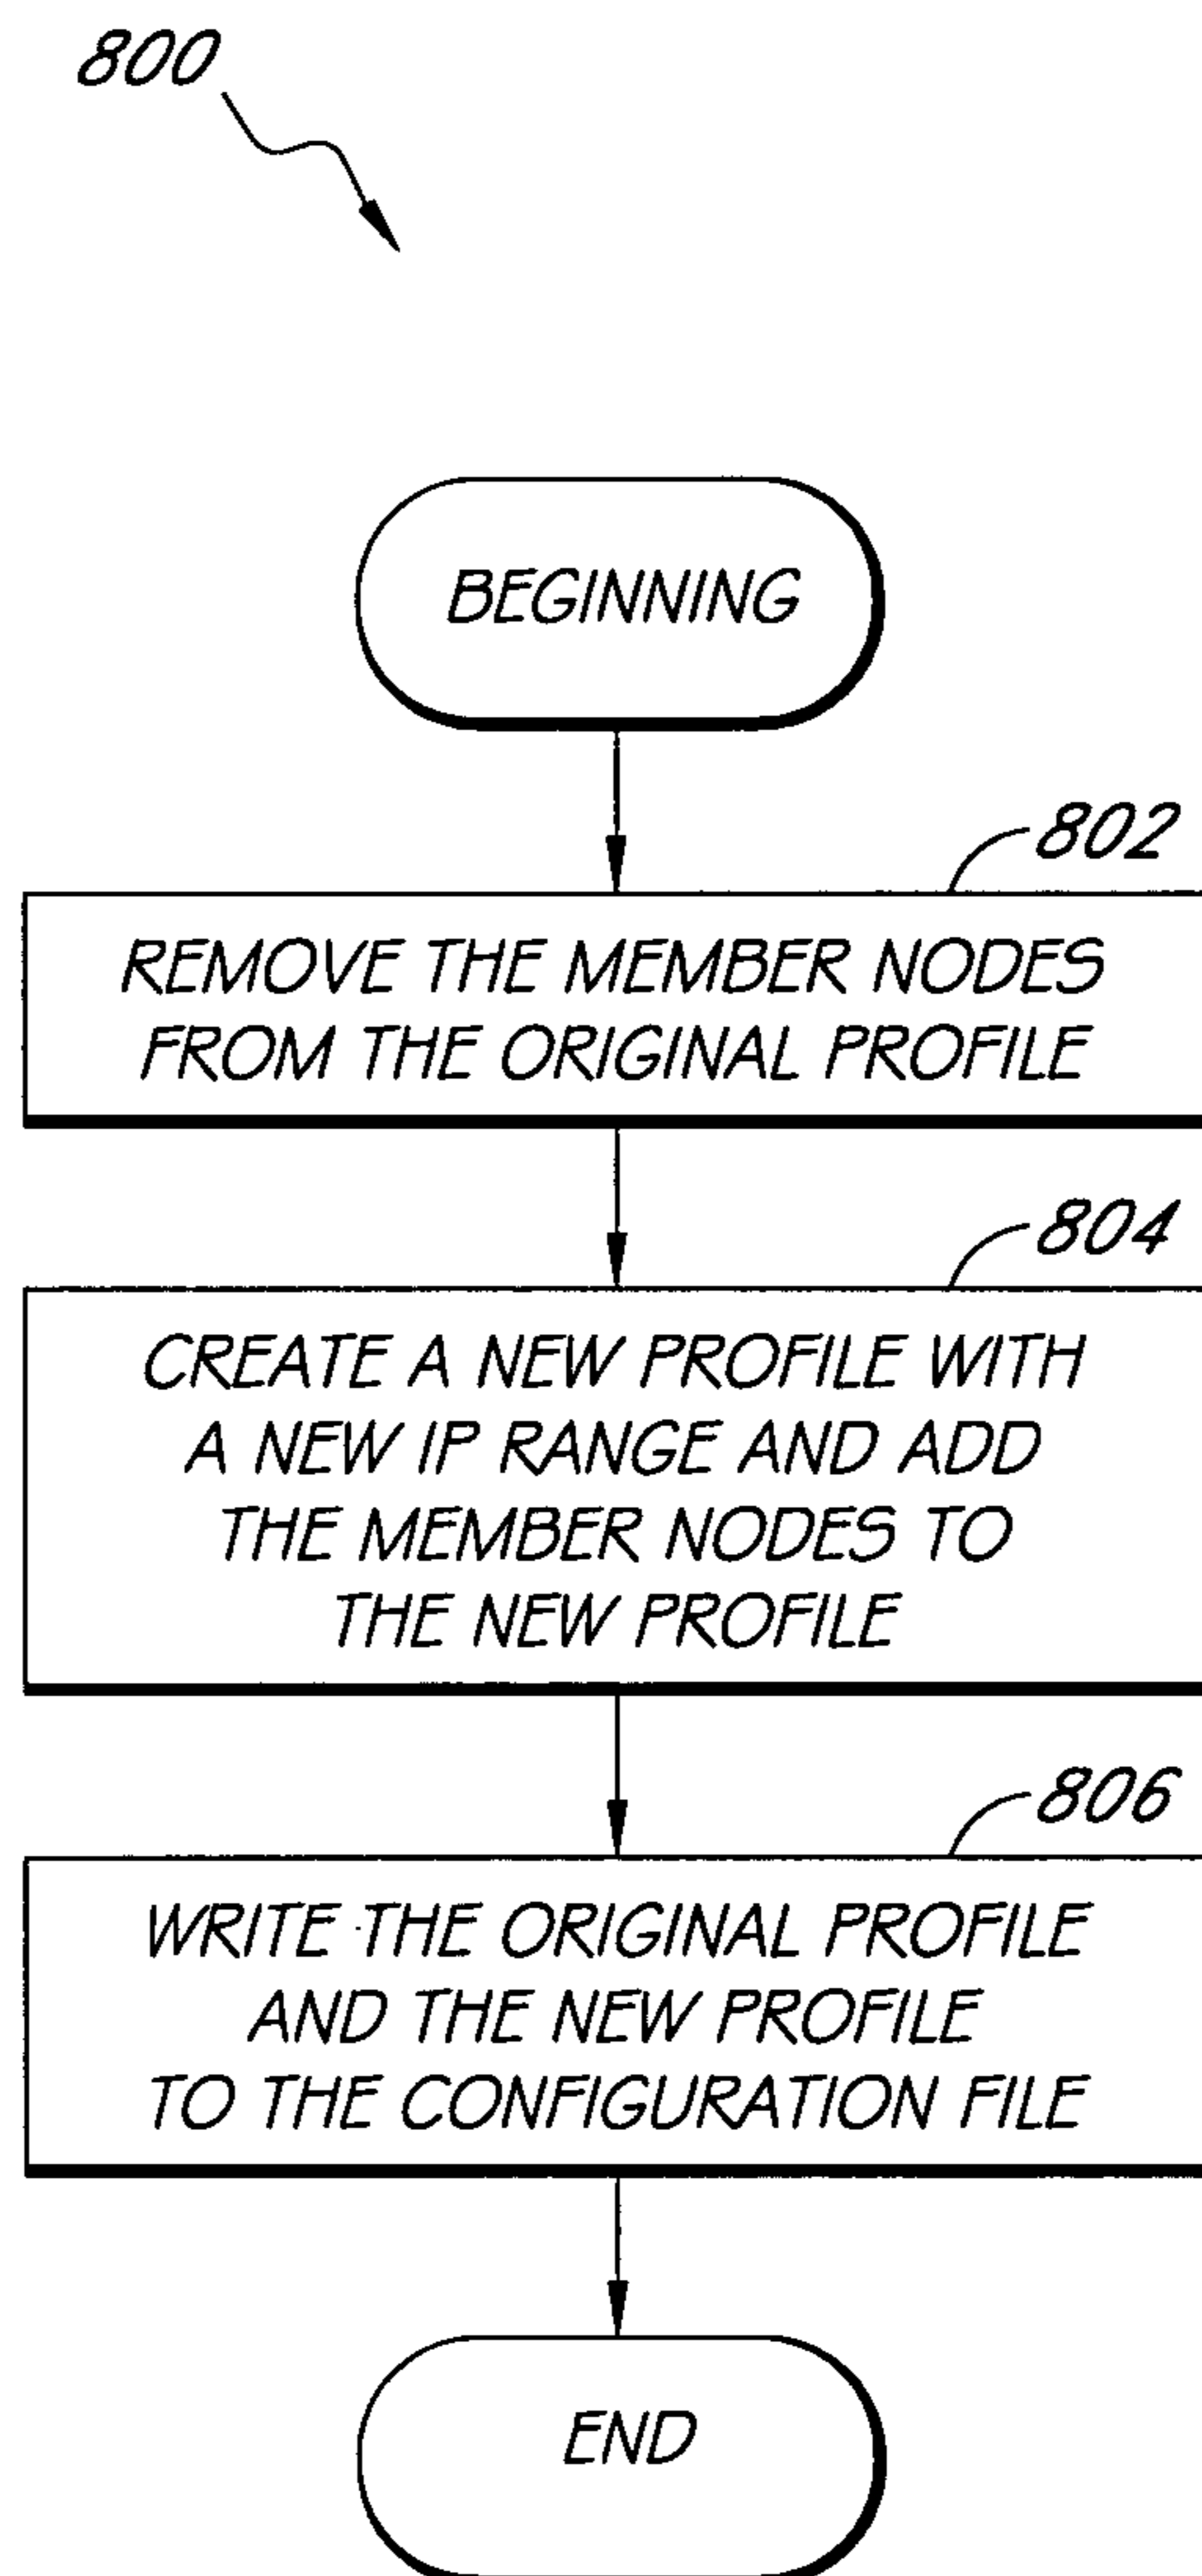 800
BEGINNING
802
REMOVE THE MEMBER NODES
FROM THE ORIGINAL PROFILE
804
CREATE A NEW PROFILE WITH
A NEW IP RANGE AND ADD
THE MEMBER NODES TO
THE NEW PROFILE
806
WRITE THE ORIGINAL PROFILE
AND THE NEW PROFILE
TO THE CONFIGURATION FILE
END